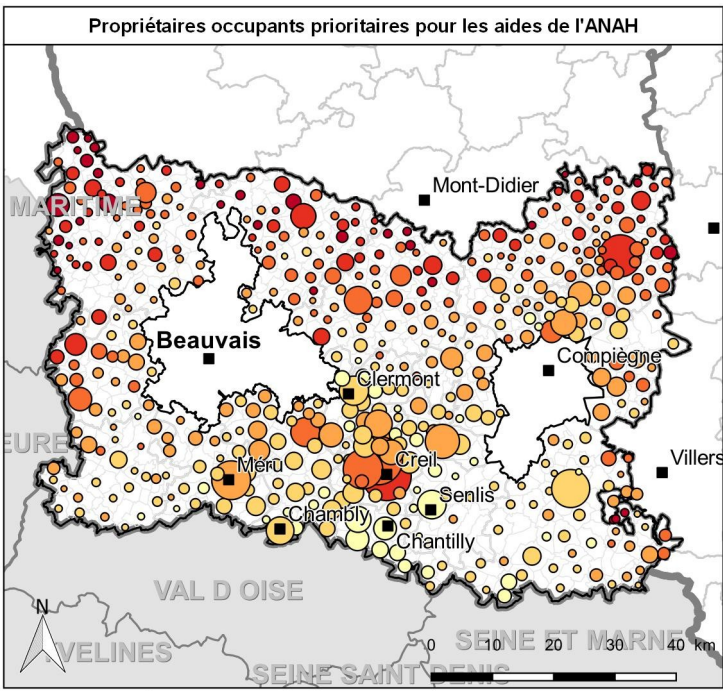 Propriétaires occupants prioritaires pour les aides de l'ANAH
Mont-Didier
MARITIME
Beauvais
Compiègne
Clermont
EURE
Villers
Méru
Creil
Senlis
Chambly
Chantilly
VAL D OISE
N
0 10 20 30 40 km
YVELINES
SEINE ET MARNE
SEINE SAINT DENIS